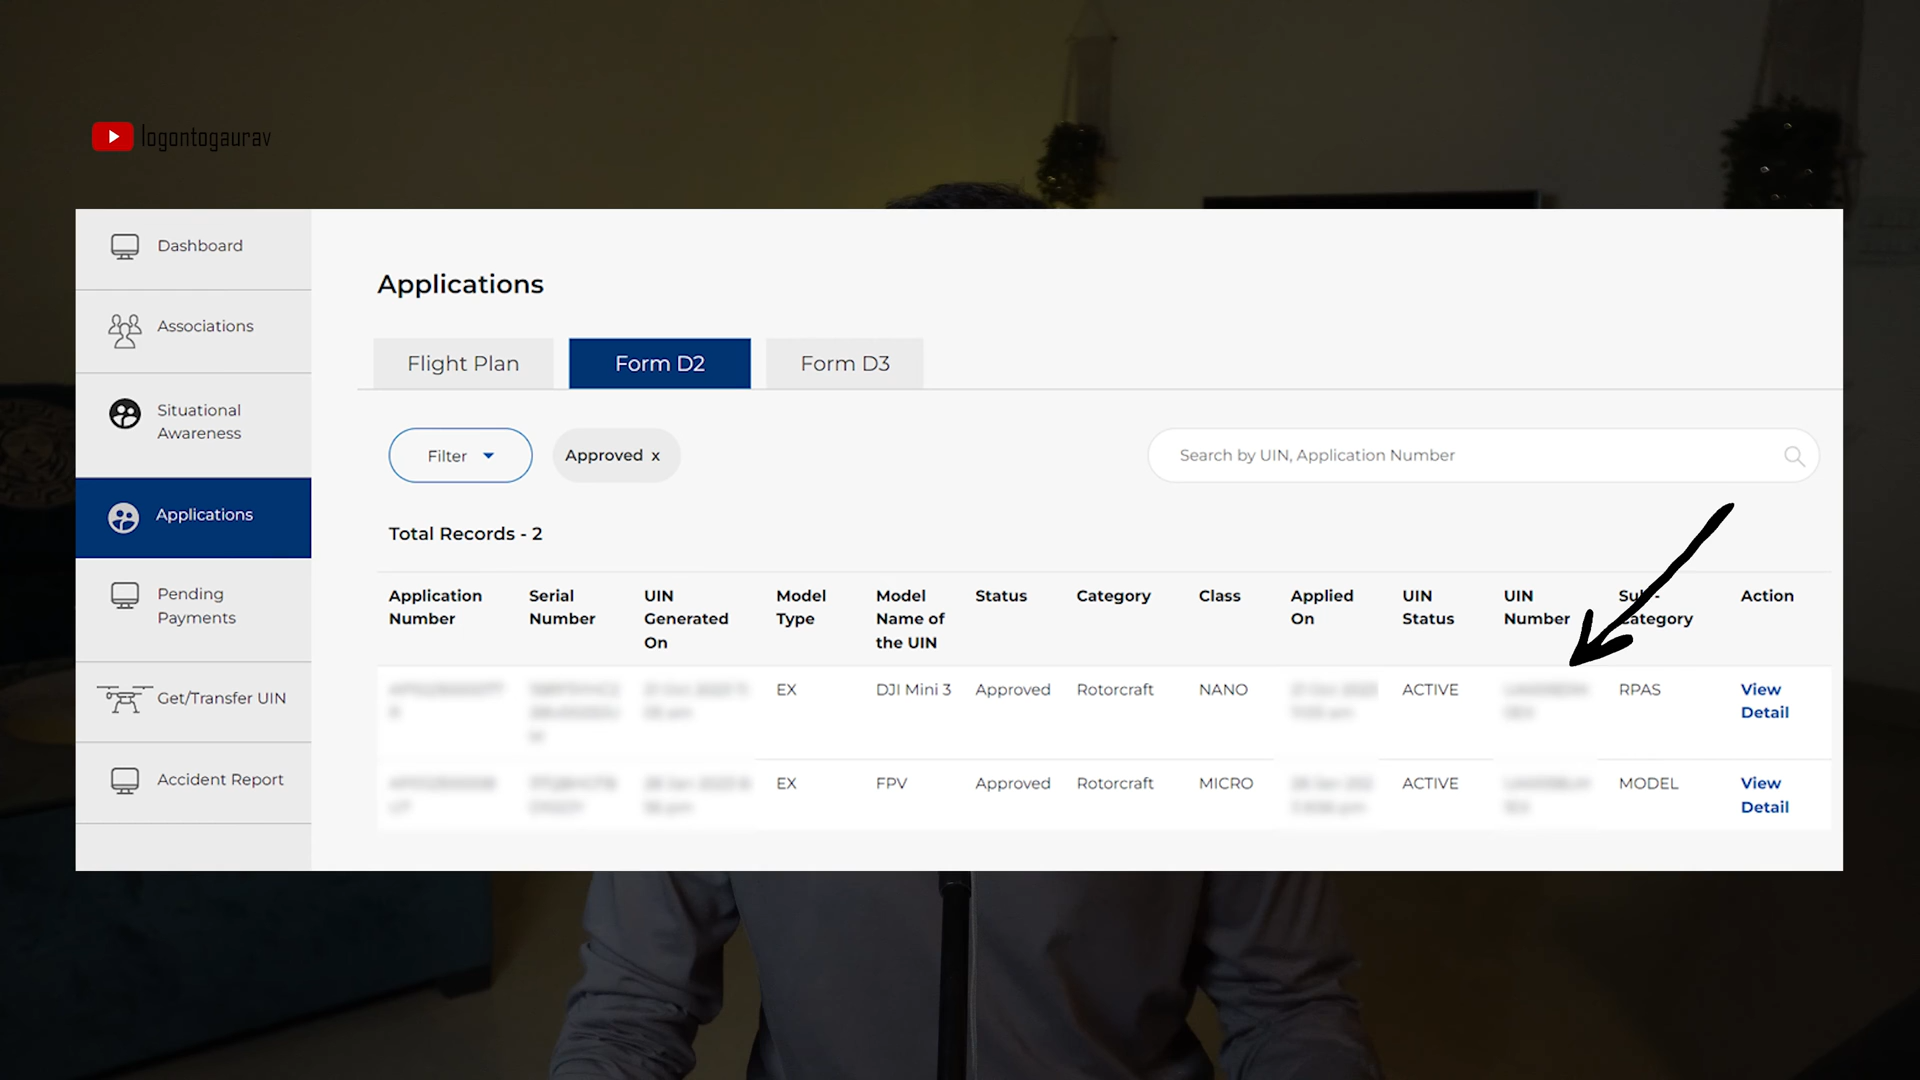 logontogaurav
Dashboard
Associations
Situational
Awareness
Applications
Pending
Payments
Get/Transfer UIN
Accident Report
Applications
Flight Plan
Form D2
Form D3
Filter
Approved x
Search by UIN, Application Number
Total Records - 2
Application Number
Serial Number
UIN Generated On
Model Type
Model Name of the UIN
Status
Category
Class
Applied On
UIN Status
UIN Number
Sub - Category
Action
EX DJI Mini 3 Approved Rotorcraft NANO ACTIVE RPAS View
Detail
EX FPV Approved Rotorcraft MICRO ACTIVE MODEL View
Detail